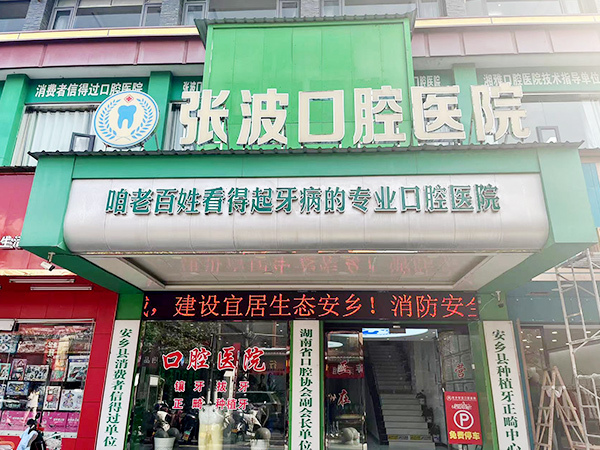 消费者信得过口腔医院
湘雅口腔医院技术指导单位
张波口腔医院
咱老百姓看得起牙病的专业口腔医院
，建设宜居生态安乡！消防安全
安乡县消费者信得过单位
口腔医院
镶牙 拔牙
正畸 种植牙
湖南省口腔协会副会长单位
安乡县种植牙正畸中心
P
免费停车